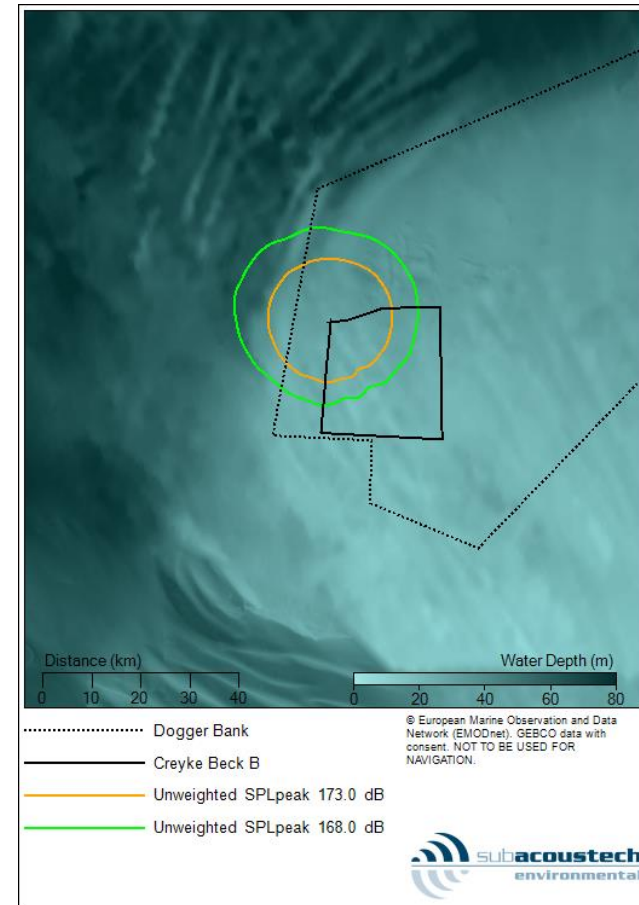 Distance (km)
0 10 20 30 40
Water Depth (m)
0 20 40 60 80
Dogger Bank
Creyke Beck B
Unweighted SPLpeak 173.0 dB
Unweighted SPLpeak 168.0 dB
© European Marine Observation and Data
Network (EMODnet). GEBCO data with
consent. NOT TO BE USED FOR
NAVIGATION.
subacoustech
environmental